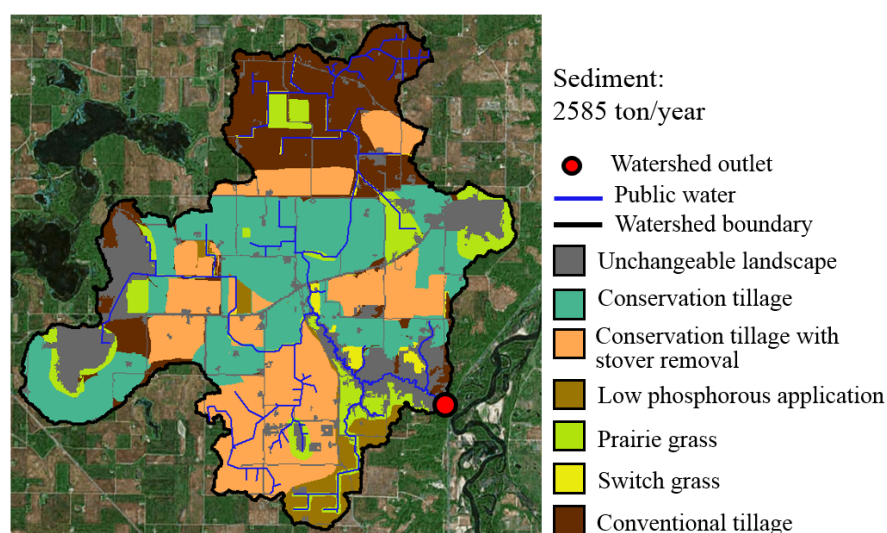 Sediment:
2585 ton/year
Watershed outlet
Public water
Watershed boundary
Unchangeable landscape
Conservation tillage
Conservation tillage with
stover removal
Low phosphorous application
Prairie grass
Switch grass
Conventional tillage